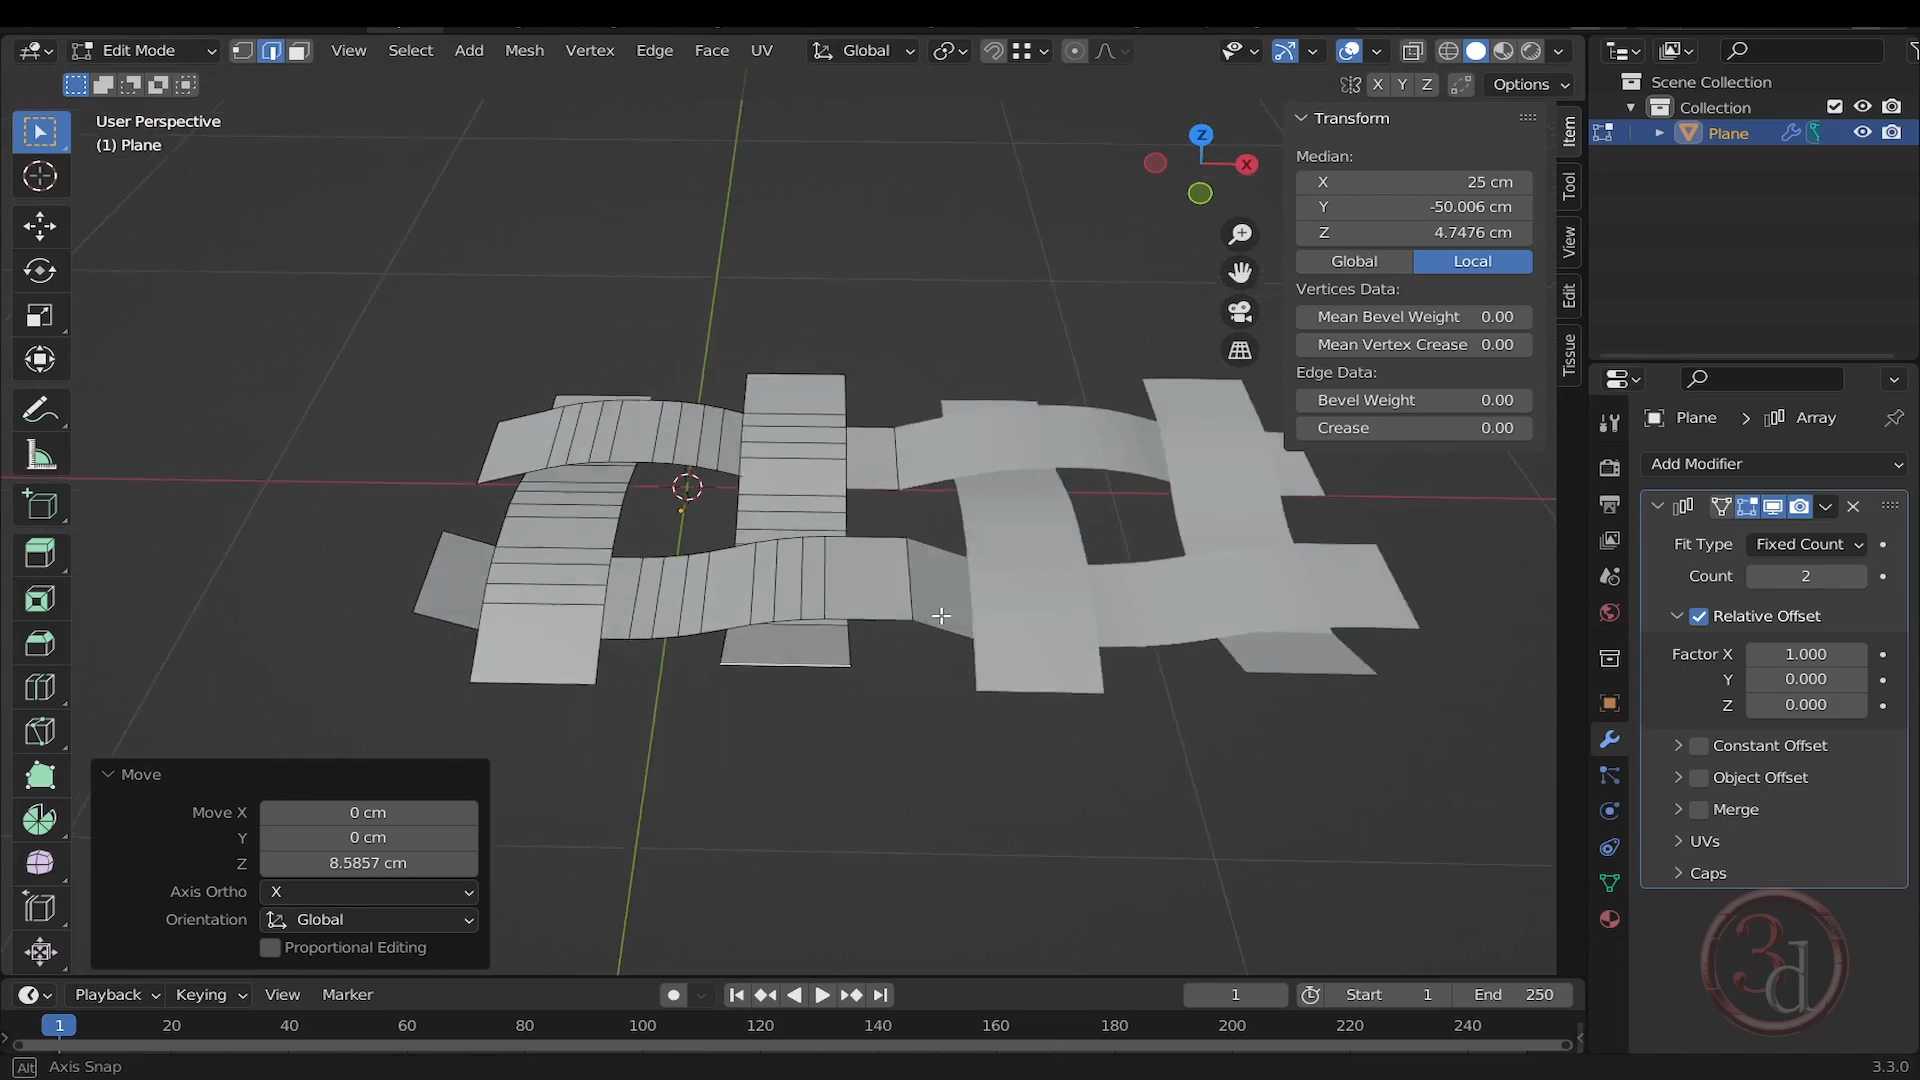 Edit Mode
View
Select
Add
Mesh
Vertex
Edge
Face
UV
Global
X
Y
Z
Options
User Perspective
(1) Plane
Z
X
Transform
Median:
X 25 cm
Y -50.006 cm
Z 4.7476 cm
Global
Local
Vertices Data:
Mean Bevel Weight 0.00
Mean Vertex Crease 0.00
Edge Data:
Bevel Weight 0.00
Crease 0.00
Item
Tool
View
Edit
Tissue
Scene Collection
Collection
Plane
Plane > Array
Add Modifier
Fit Type Fixed Count
Count 2
Relative Offset
Factor X 1.000
Y 0.000
Z 0.000
Constant Offset
Object Offset
Merge
UVs
Caps
3d
Move
Move X 0 cm
Y 0 cm
Z 8.5857 cm
Axis Ortho X
Orientation Global
Proportional Editing
Playback
Keying
View
Marker
1
Start 1
End 250
1 20 40 60 80 100 120 140 160 180 200 220 240
Alt Axis Snap
3.3.0